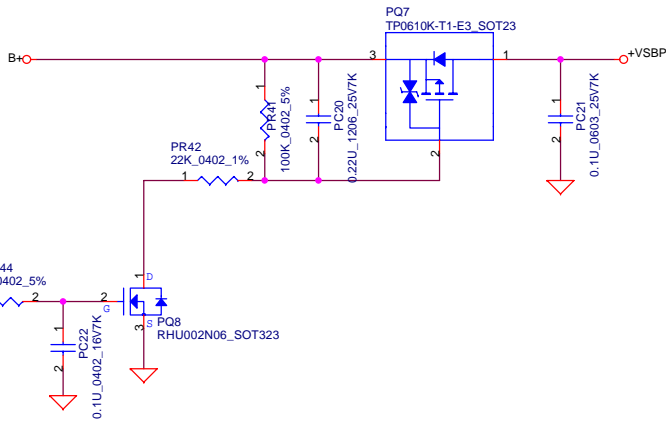 PQ7
TP0610K-T1-E3_SOT23
B+
3
1
+VSBP
1
2
PR41
100K_0402_5%
1
2
PC20
0.22U_1206_25V7K
2
1
2
PC21
0.1U_0603_25V7K
PR42
22K_0402_1%
1
2
44
0402_5%
2
2
G
1
D
S
3
PQ8
RHU002N06_SOT323
1
2
PC22
0.1U_0402_16V7K